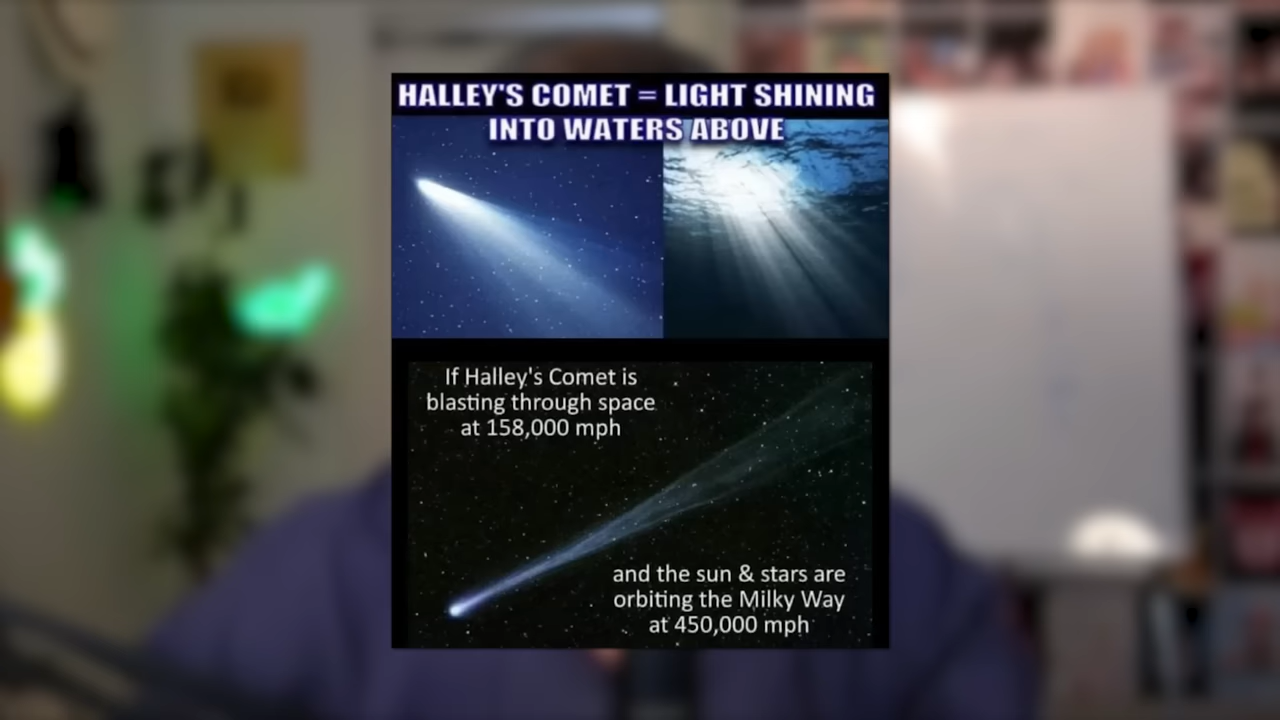 HALLEY'S COMET = LIGHT SHINING
INTO WATERS ABOVE
If Halley's Comet is
blasting through space
at 158,000 mph
and the sun & stars are
orbiting the Milky Way
at 450,000 mph